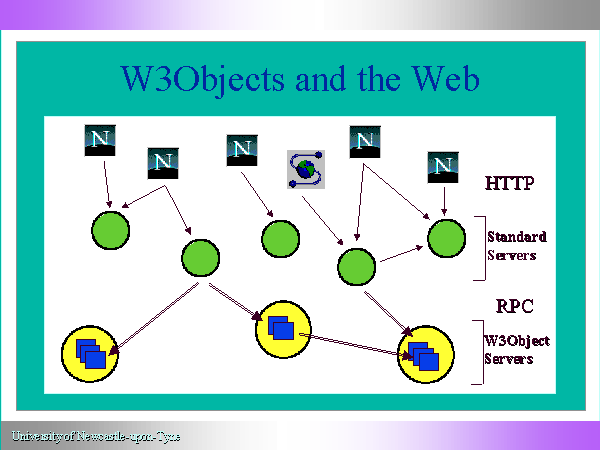 W3Objects and the Web
N
N
N
N
N
HTTP
Standard
Servers
RPC
W3Object
Servers
University of Newcastle-upon-Tyne